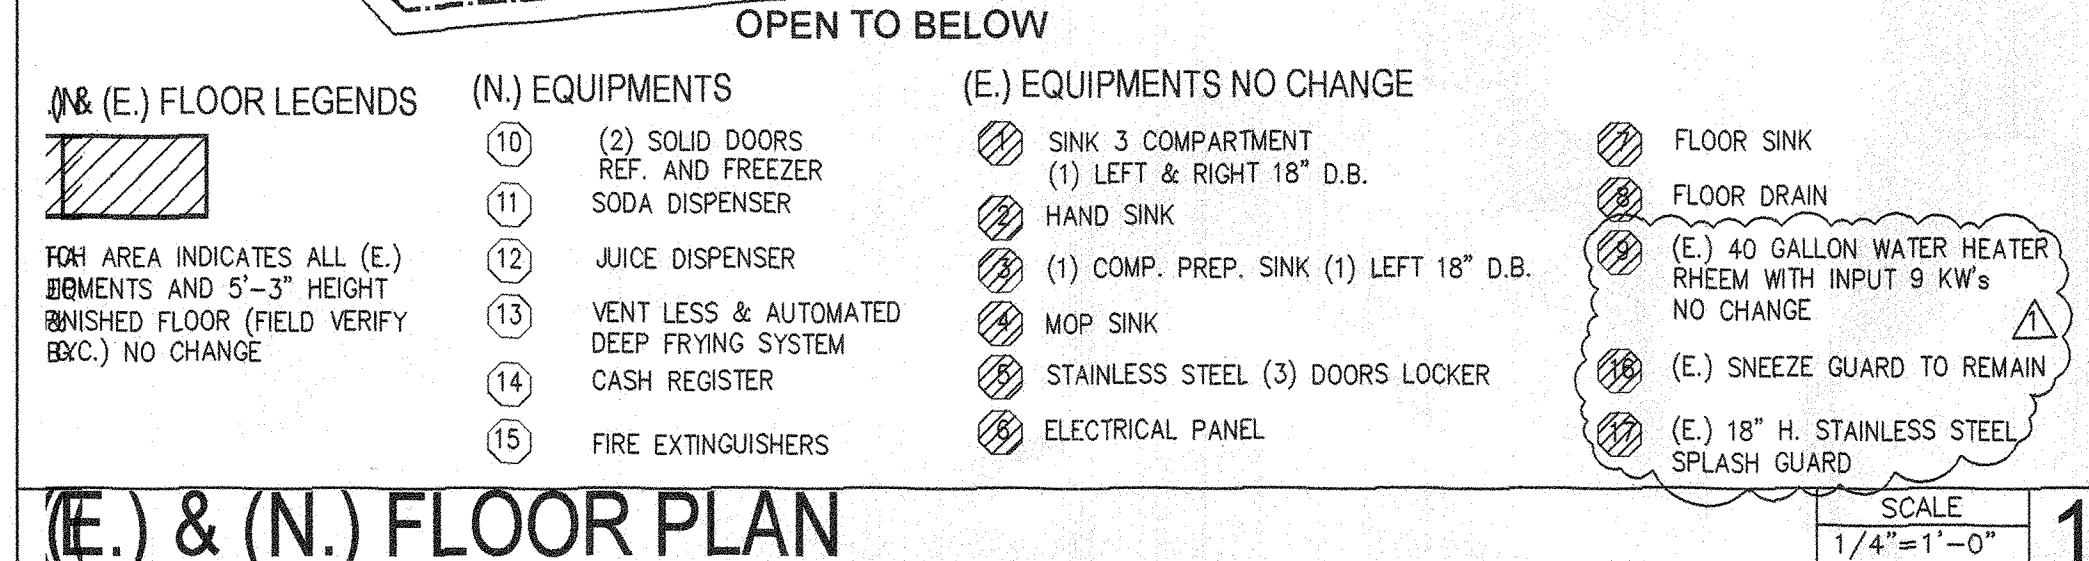 OPEN TO BELOW
& (E.) FLOOR LEGENDS
AREA INDICATES ALL (E.)
AND 5'-3" HEIGHT
FLOOR (FIELD VERIFY
NO CHANGE
(N.) EQUIPMENTS
10 (2) SOLID DOORS
REF. AND FREEZER
11 SODA DISPENSER
12 JUICE DISPENSER
13 VENT LESS & AUTOMATED
DEEP FRYING SYSTEM
14 CASH REGISTER
15 FIRE EXTINGUISHERS
(E.) EQUIPMENTS NO CHANGE
1 SINK 3 COMPARTMENT
(1) LEFT & RIGHT 18" D.B.
2 HAND SINK
3 (1) COMP. PREP. SINK (1) LEFT 18" D.B.
4 MOP SINK
5 STAINLESS STEEL (3) DOORS LOCKER
6 ELECTRICAL PANEL
7 FLOOR SINK
8 FLOOR DRAIN
9 (E.) 40 GALLON WATER HEATER
RHEEM WITH INPUT 9 KW's
NO CHANGE
1
16 (E.) SNEEZE GUARD TO REMAIN
17 (E.) 18" H. STAINLESS STEEL
SPLASH GUARD
(E.) & (N.) FLOOR PLAN
SCALE
1/4"=1'-0"
1